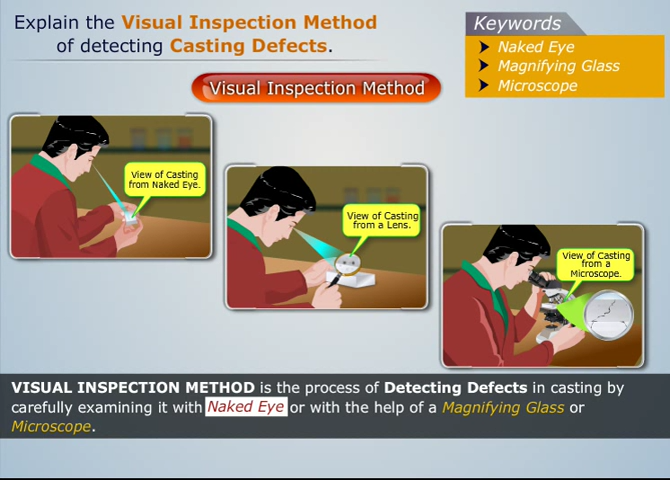 Explain the Visual Inspection Method
of detecting Casting Defects.
Keywords
Naked Eye
Magnifying Glass
Microscope
Visual Inspection Method
View of Casting
from Naked Eye.
View of Casting
from a Lens.
View of Casting
from a
Microscope.
VISUAL INSPECTION METHOD is the process of Detecting Defects in casting by
carefully examining it with Naked Eye or with the help of a Magnifying Glass or
Microscope.